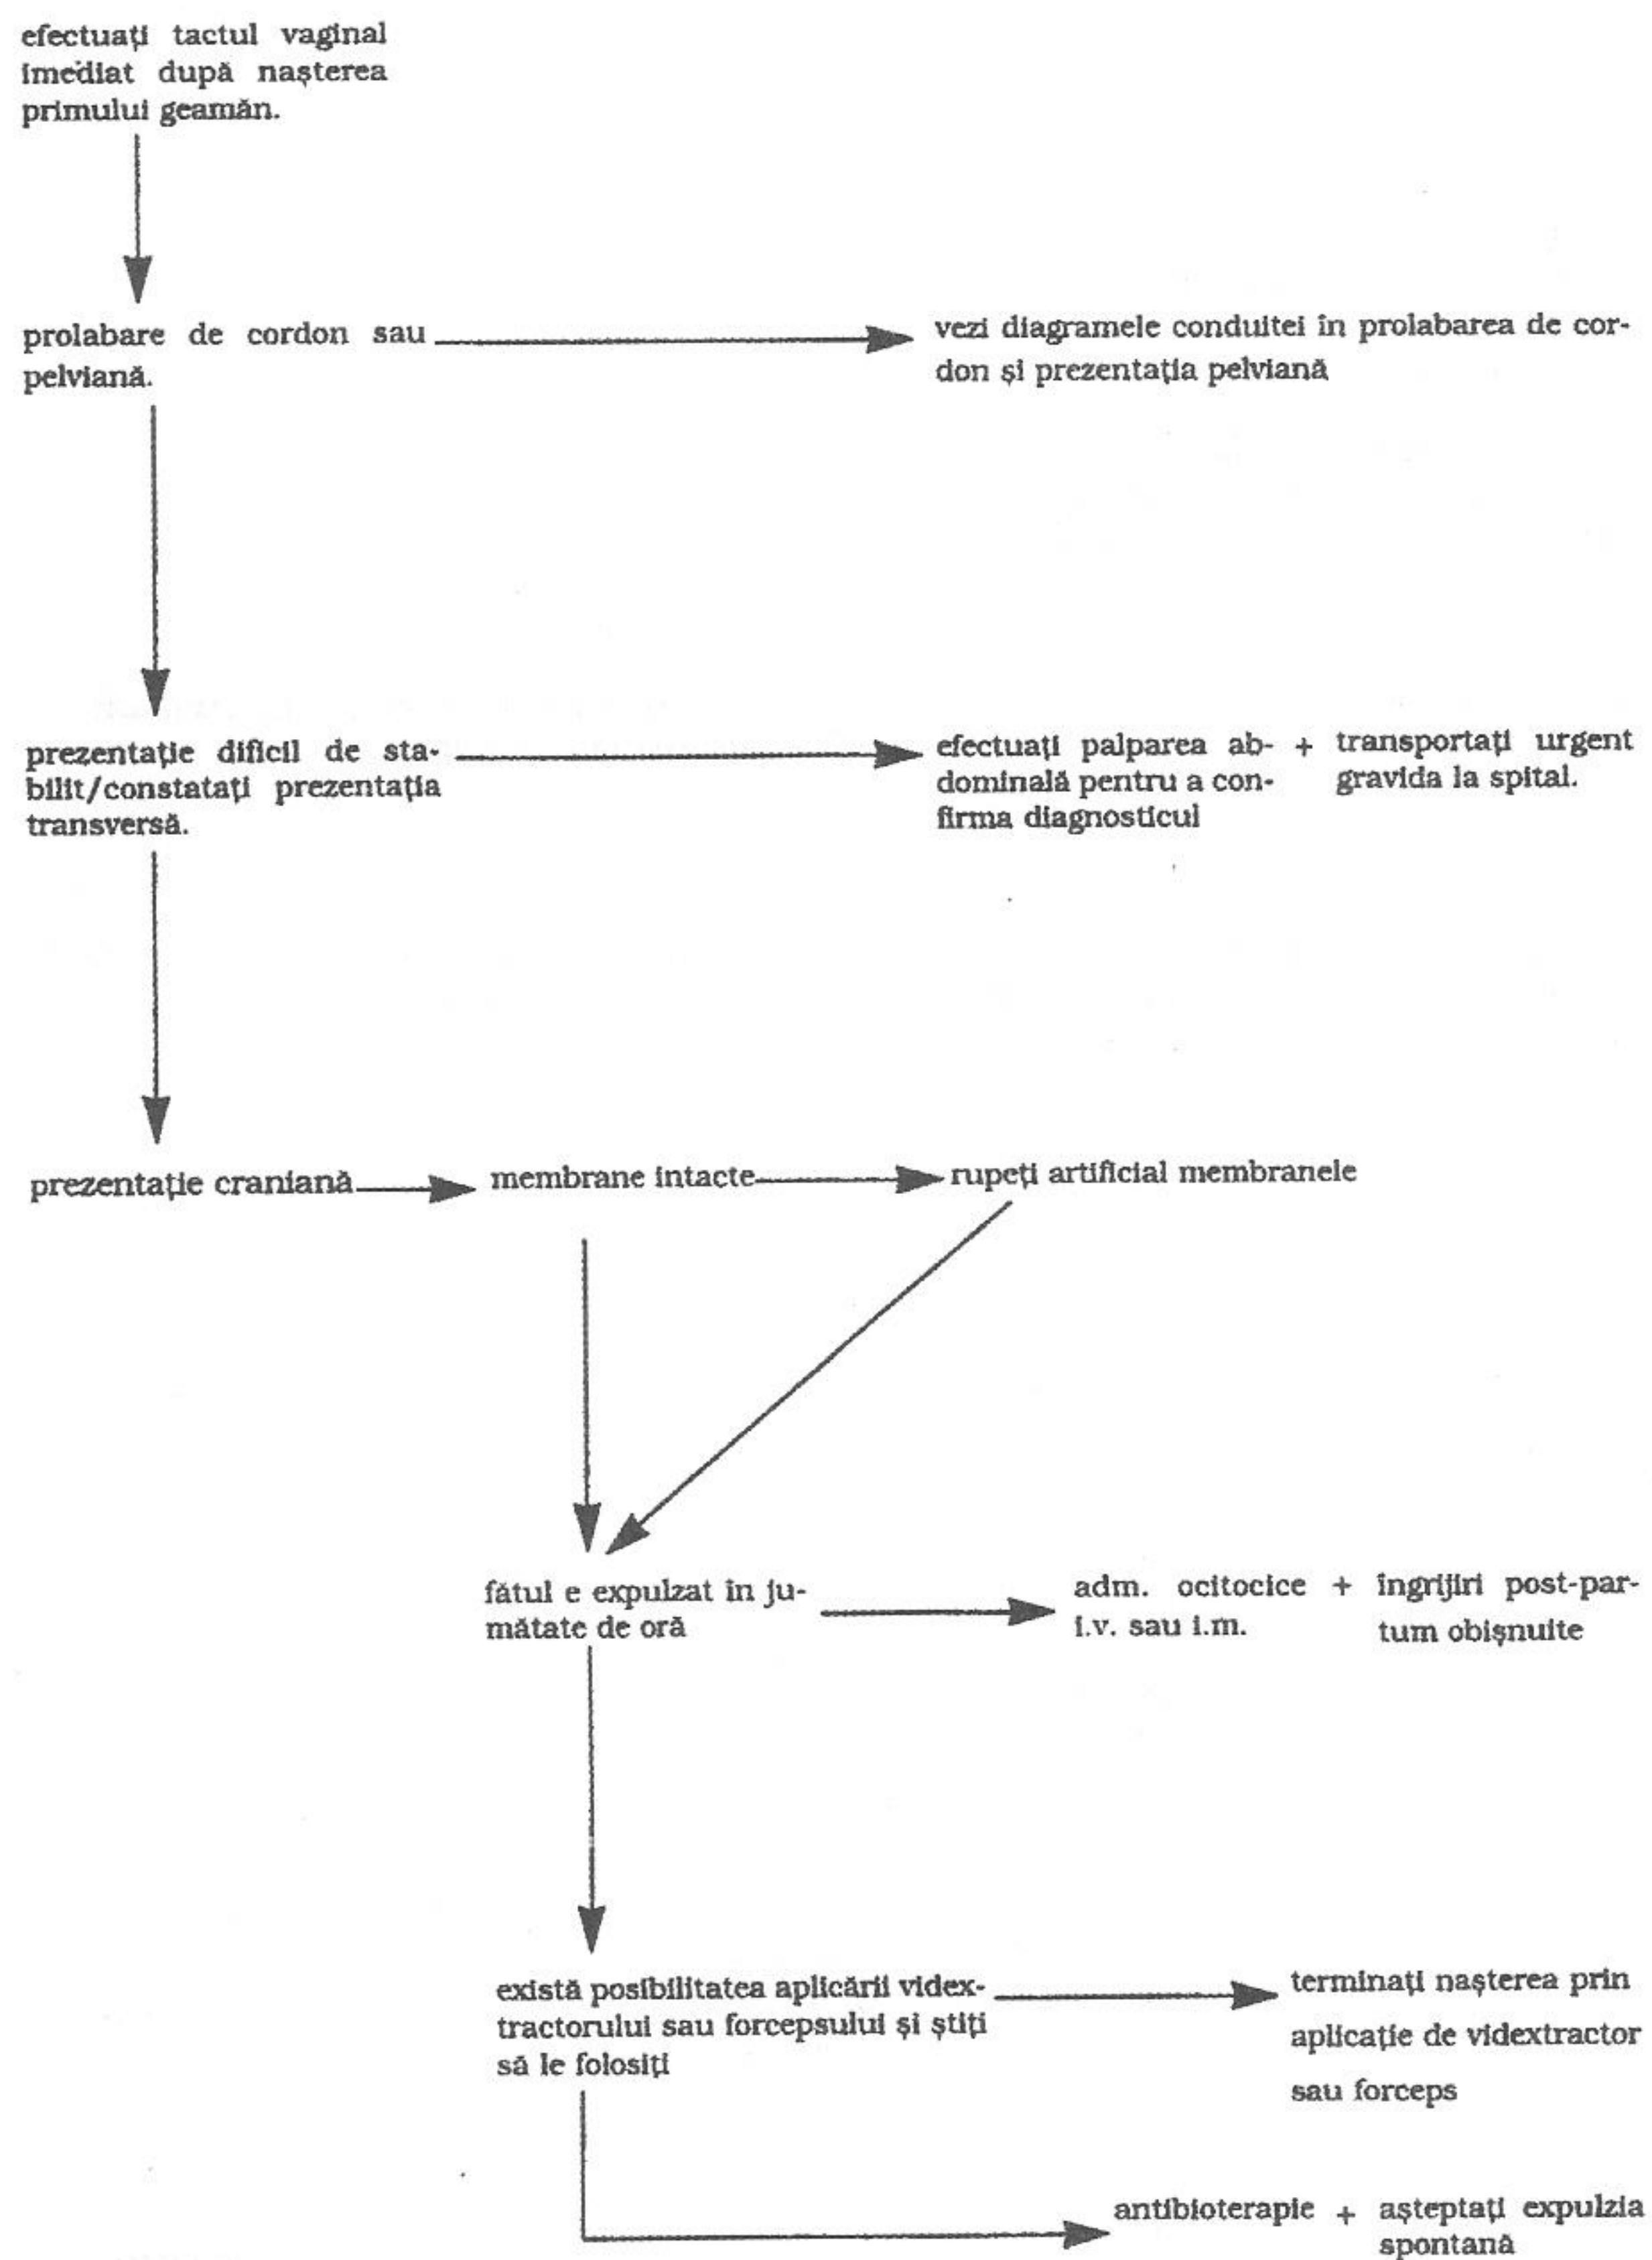 efectuați tactul vaginal
imediat după nașterea
primului geamăn.
prolabare de cordon sau
pelviană.
vezi diagramele conduitei în prolabarea de cor-
don și prezentația pelviană
prezentație dificil de sta-
bilit/constatați prezentația
transversă.
efectuați palparea ab-
dominală pentru a con-
firma diagnosticul
+ transportați urgent
gravida la spital.
prezentație craniană
membrane intacte
rupeți artificial membranele
fătul e expulzat în ju-
mătate de oră
adm. ocitocice
i.v. sau i.m.
+ îngrijiri post-par-
tum obișnuite
există posibilitatea aplicării videx-
tractorului sau forcepsului și știți
să le folosiți
terminați nașterea prin
aplicație de vidextractor
sau forceps
antibioterapie + așteptați expulzia
spontană